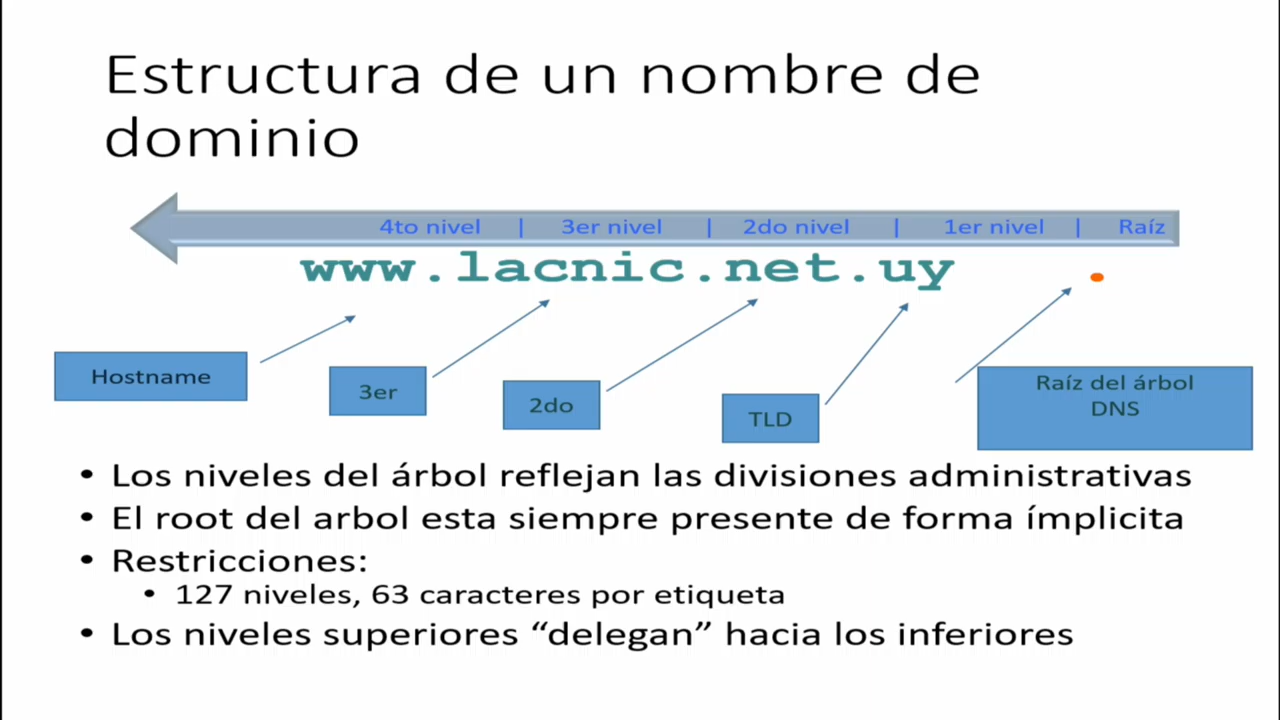 Estructura de un nombre de
dominio
4to nivel | 3er nivel | 2do nivel | 1er nivel | Raíz
www.lacnic.net.uy .
Hostname
3er
2do
TLD
Raíz del árbol
DNS
• Los niveles del árbol reflejan las divisiones administrativas
• El root del arbol esta siempre presente de forma ímplicita
• Restricciones:
• 127 niveles, 63 caracteres por etiqueta
• Los niveles superiores “delegan” hacia los inferiores